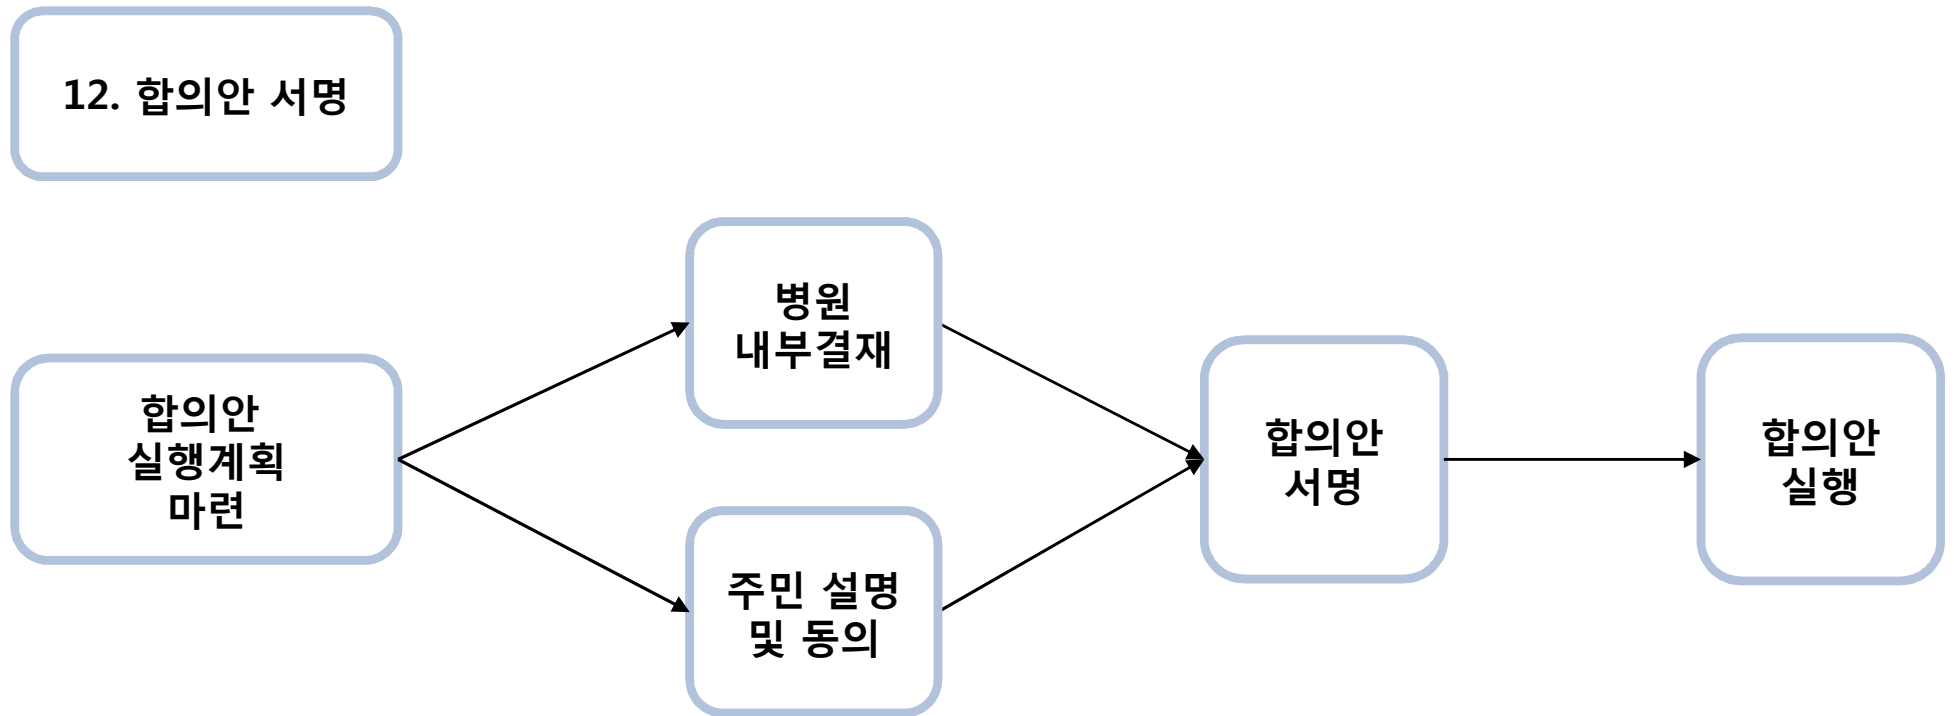 12. 합의안 서명
병원
내부결재
합의안
실행계획
마련
합의안
서명
합의안
실행
주민 설명
및 동의